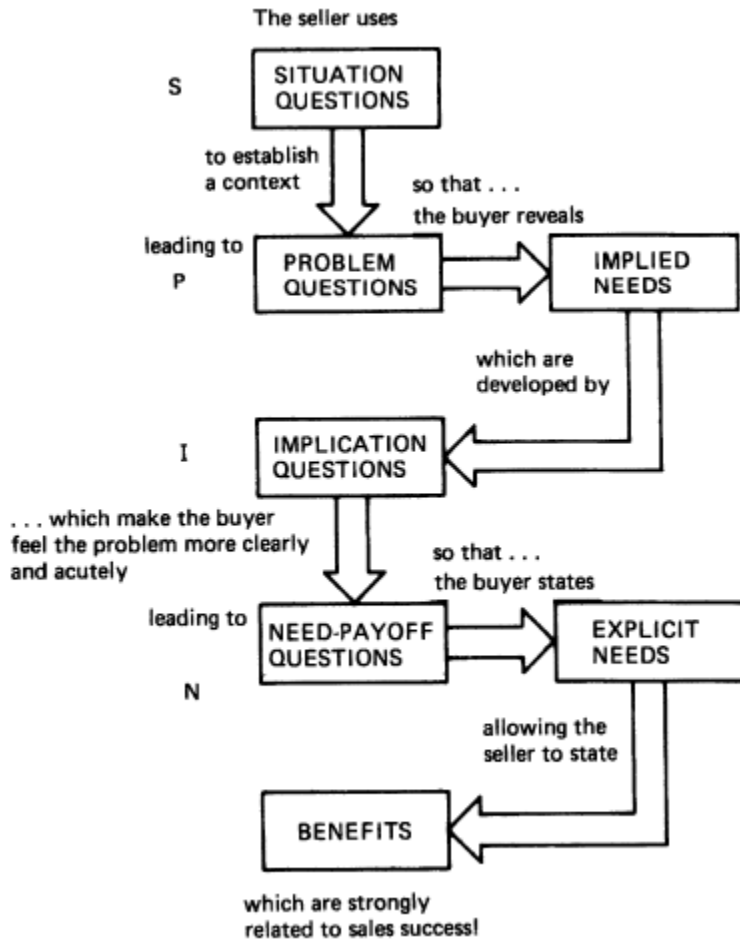 The seller uses
S
SITUATION
QUESTIONS
to establish
a context
so that . . .
the buyer reveals
leading to
P
PROBLEM
QUESTIONS
IMPLIED
NEEDS
which are
developed by
I
IMPLICATION
QUESTIONS
. . . which make the buyer
feel the problem more clearly
and acutely
so that . . .
the buyer states
leading to
NEED-PAYOFF
QUESTIONS
EXPLICIT
NEEDS
N
allowing the
seller to state
BENEFITS
which are strongly
related to sales success!